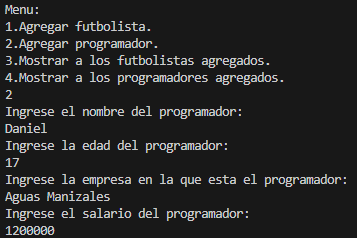 Menu:
1.Agregar futbolista.
2.Agregar programador.
3.Mostrar a los futbolistas agregados.
4.Mostrar a los programadores agregados.
2
Ingrese el nombre del programador:
Daniel
Ingrese la edad del programador:
17
Ingrese la empresa en la que esta el programador:
Aguas Manizales
Ingrese el salario del programador:
1200000